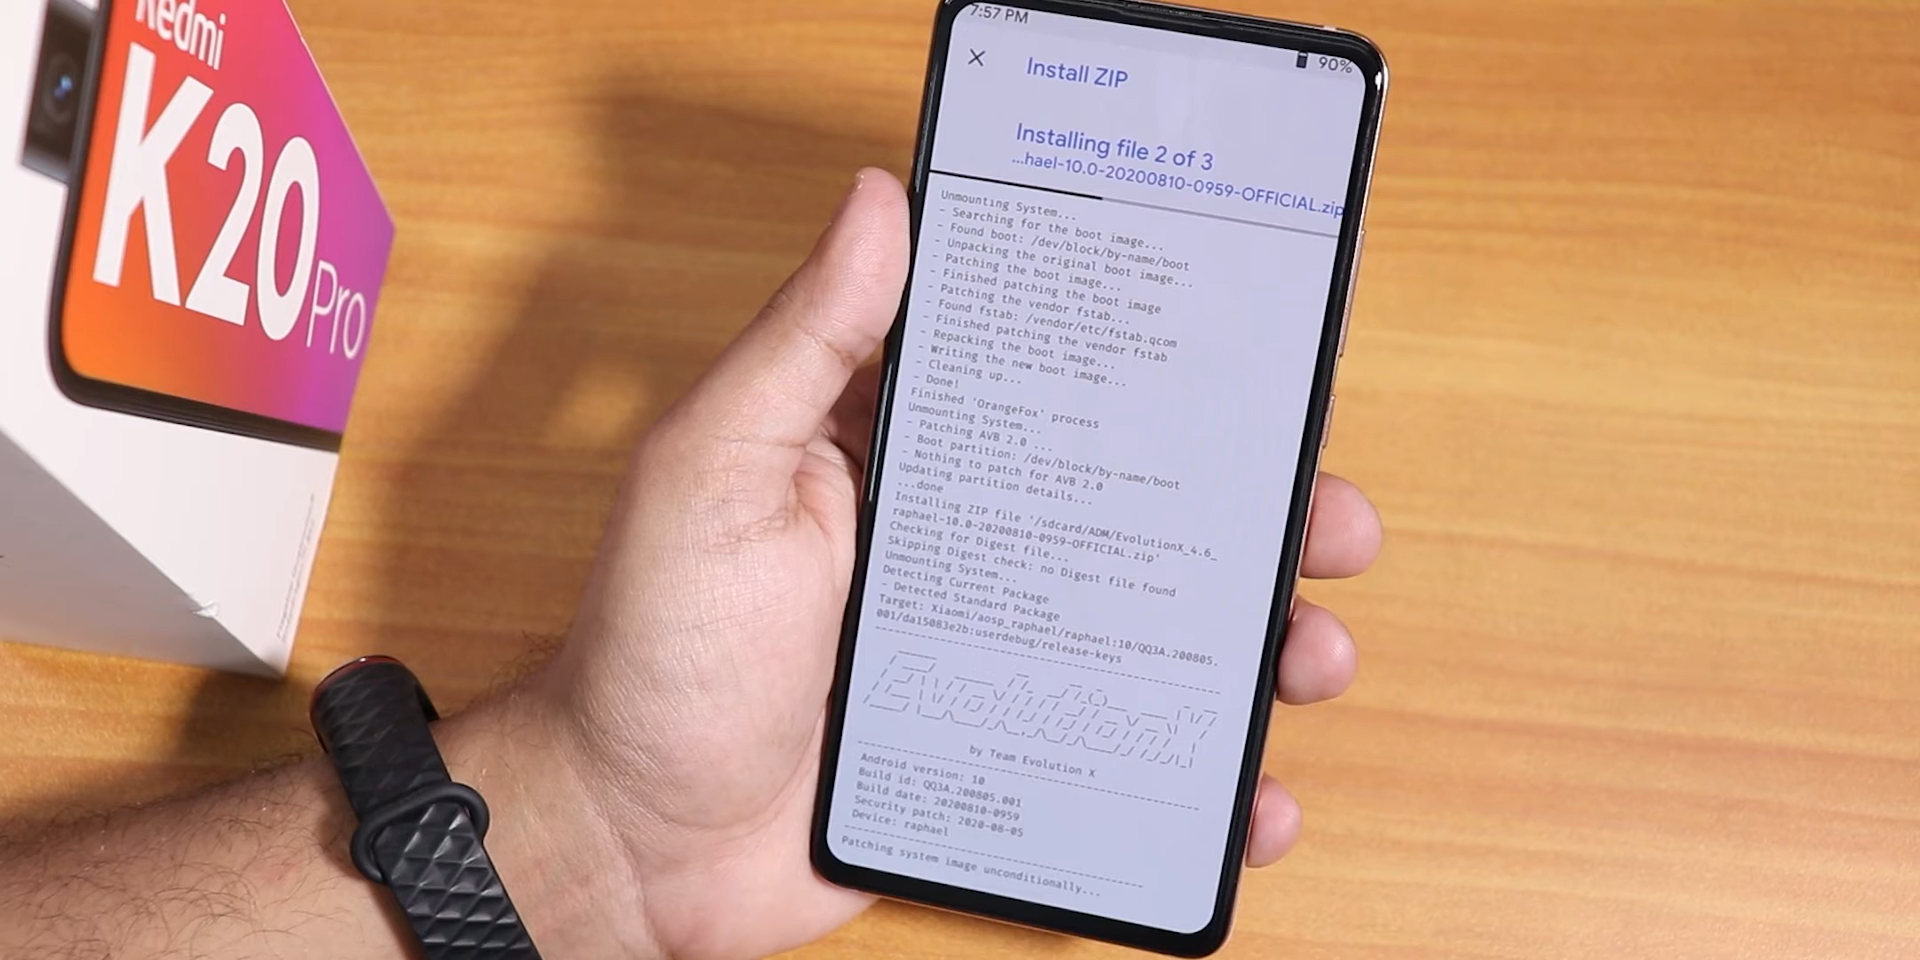 Redmi
K20 Pro
7:57 PM
90%
Install ZIP
Installing file 2 of 3
...hael-10.0-20200810-0959-OFFICIAL.zip
Unmounting System...
- Searching for the boot image...
- Found boot: /dev/block/by-name/boot
- Unpacking the original boot image...
- Patching the boot image...
- Finished patching the boot image
- Patching the vendor fstab...
- Found fstab: /vendor/etc/fstab.qcom
- Finished patching the vendor fstab
- Repacking the boot image...
- Writing the new boot image...
- Cleaning up...
- Done!
Finished 'OrangeFox' process
Unmounting System...
- Patching AVB 2.0 ...
- Boot partition: /dev/block/by-name/boot
- Nothing to patch for AVB 2.0
Updating partition details...
...done
Installing ZIP file '/sdcard/ADM/EvolutionX_4.6_
raphael-10.0-20200810-0959-OFFICIAL.zip'
Checking for Digest file...
Skipping Digest check: no Digest file found
Unmounting System...
Detecting Current Package
- Detected Standard Package
Target: Xiaomi/aosp_raphael/raphael:10/QQ3A.200805.
001/da15083e2b:userdebug/release-keys
EvolutionX
by Team Evolution X
Android version: 10
Build id: QQ3A.200805.001
Build date: 20200810-0959
Security patch: 2020-08-05
Device: raphael
Patching system image unconditionally...